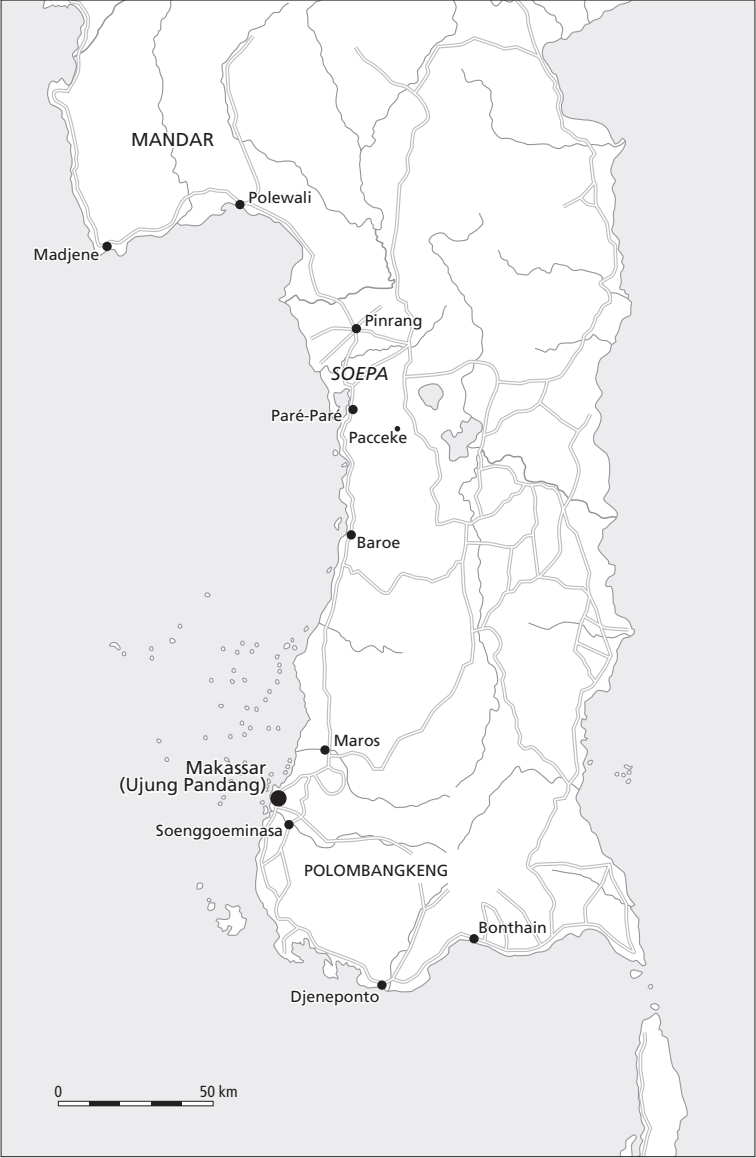 MANDAR
Polewali
Madjene
Pinrang
SOEPA
Paré-Paré
Pacceke
Baroe
Maros
Makassar
(Ujung Pandang)
Soenggoeminasa
POLOMBANGKENG
Bonthain
Djeneponto
0 50 km